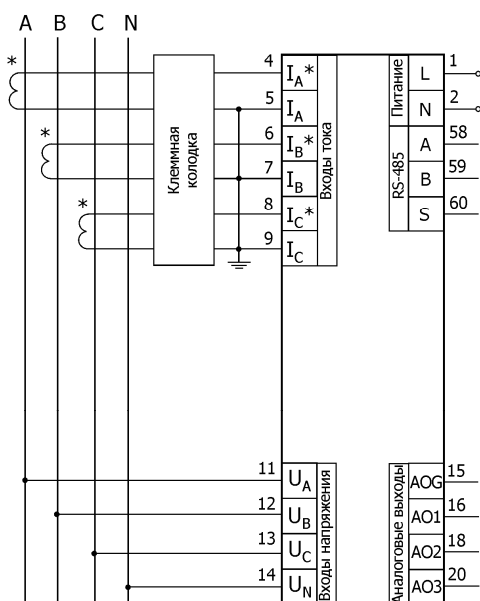 A B C N
*
*
*
Клеммная
колодка
4 I_A*
5 I_A
6 I_B*
7 I_B
8 I_C*
9 I_C
Входы тока
Питание
L 1
N 2
RS-485
A 58
B 59
S 60
11 U_A
12 U_B
13 U_C
14 U_N
Входы напряжения
Аналоговые выходы
AOG 15
AO1 16
AO2 18
AO3 20